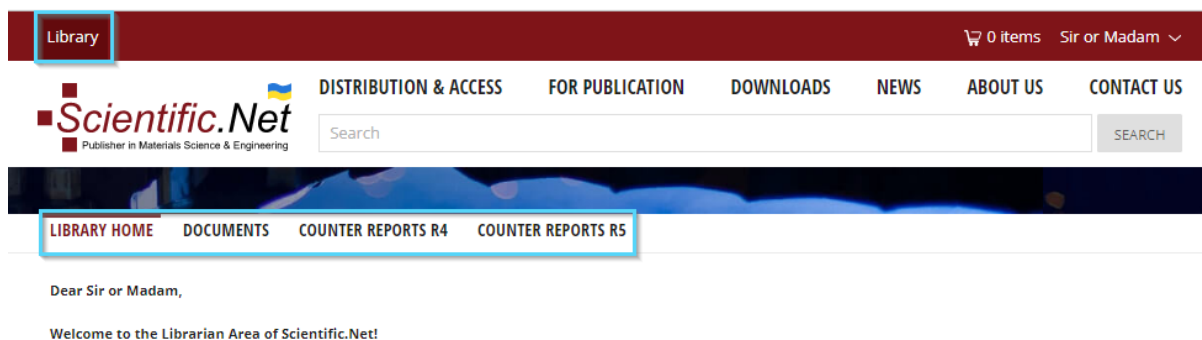 Library
0 items Sir or Madam
DISTRIBUTION & ACCESS FOR PUBLICATION DOWNLOADS NEWS ABOUT US CONTACT US
Scientific.Net
Publisher in Materials Science & Engineering
Search
SEARCH
LIBRARY HOME DOCUMENTS COUNTER REPORTS R4 COUNTER REPORTS R5
Dear Sir or Madam,
Welcome to the Librarian Area of Scientific.Net!